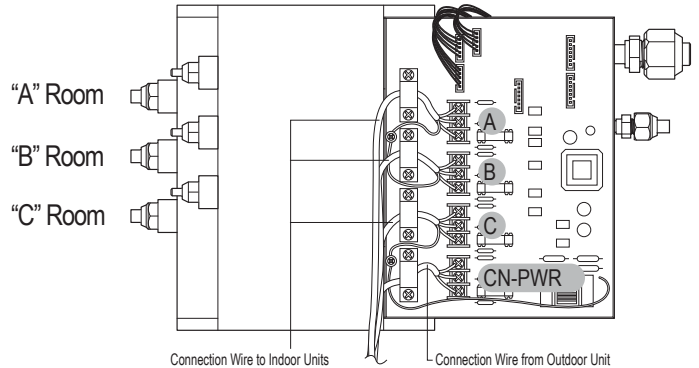 “A” Room
“B” Room
“C” Room
A
B
C
CN-PWR
Connection Wire to Indoor Units
Connection Wire from Outdoor Unit